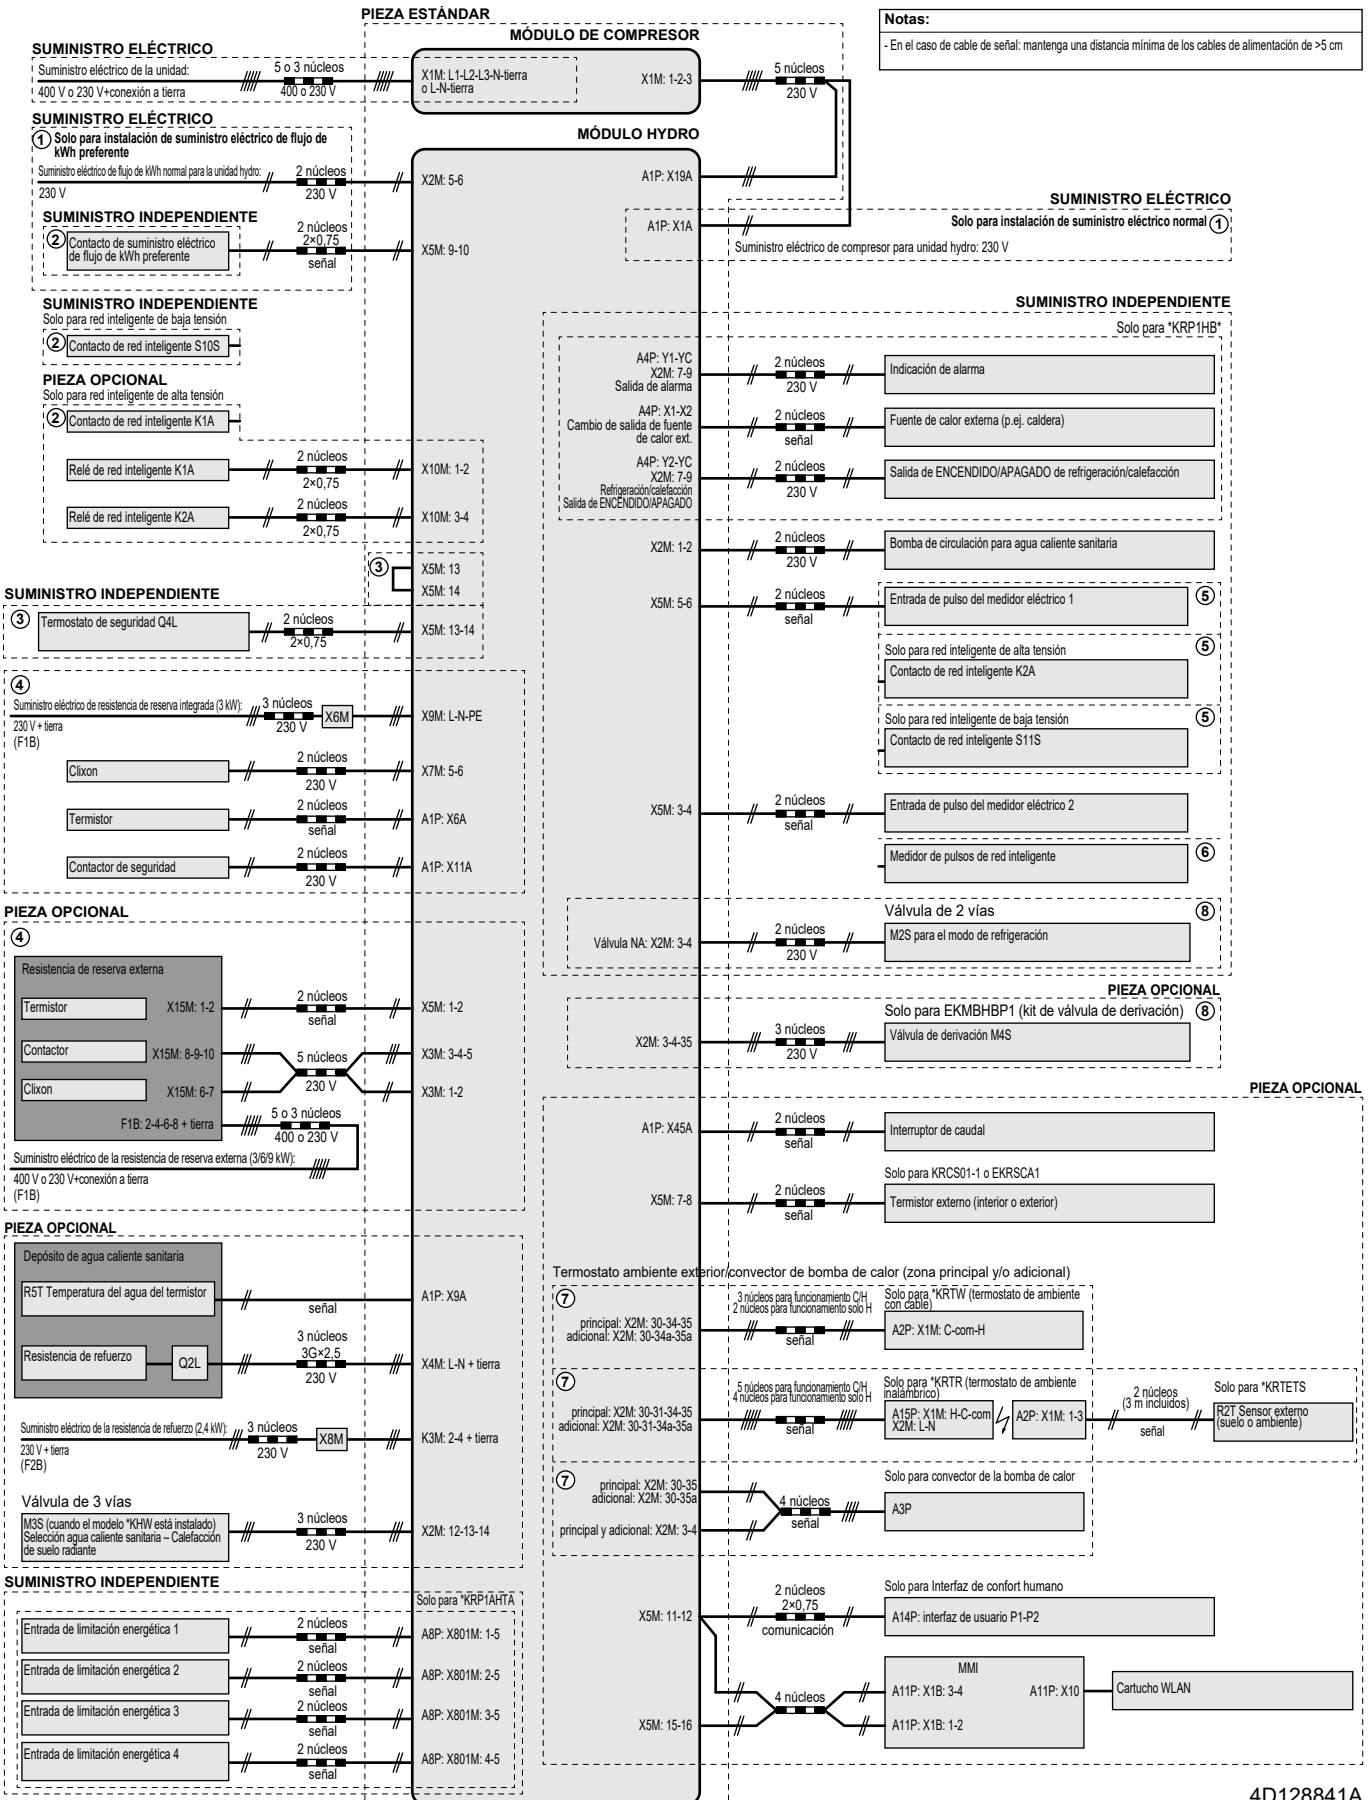 PIEZA ESTÁNDAR
Notas:
- En el caso de cable de señal: mantenga una distancia mínima de los cables de alimentación de >5 cm
MÓDULO DE COMPRESOR
SUMINISTRO ELÉCTRICO
Suministro eléctrico de la unidad:
400 V o 230 V+conexión a tierra
5 o 3 núcleos
400 o 230 V
X1M: L1-L2-L3-N-tierra
o L-N-tierra
X1M: 1-2-3
5 núcleos
230 V
SUMINISTRO ELÉCTRICO
1 Solo para instalación de suministro eléctrico de flujo de
kWh preferente
Suministro eléctrico de flujo de kWh normal para la unidad hydro:
230 V
2 núcleos
230 V
MÓDULO HYDRO
X2M: 5-6
A1P: X19A
SUMINISTRO INDEPENDIENTE
2 Contacto de suministro eléctrico
de flujo de kWh preferente
2 núcleos
2×0,75
señal
X5M: 9-10
A1P: X1A
SUMINISTRO ELÉCTRICO
Solo para instalación de suministro eléctrico normal 1
Suministro eléctrico de compresor para unidad hydro: 230 V
SUMINISTRO INDEPENDIENTE
Solo para red inteligente de baja tensión
2 Contacto de red inteligente S10S
PIEZA OPCIONAL
Solo para red inteligente de alta tensión
2 Contacto de red inteligente K1A
Relé de red inteligente K1A
2 núcleos
2×0,75
X10M: 1-2
Relé de red inteligente K2A
2 núcleos
2×0,75
X10M: 3-4
3
X5M: 13
X5M: 14
SUMINISTRO INDEPENDIENTE
3 Termostato de seguridad Q4L
2 núcleos
2×0,75
X5M: 13-14
4
Suministro eléctrico de resistencia de reserva integrada (3 kW):
230 V + tierra
(F1B)
3 núcleos
230 V
X6M
X9M: L-N-PE
Clixon
2 núcleos
230 V
X7M: 5-6
Termistor
2 núcleos
señal
A1P: X6A
Contactor de seguridad
2 núcleos
230 V
A1P: X11A
PIEZA OPCIONAL
4
Resistencia de reserva externa
Termistor
X15M: 1-2
2 núcleos
señal
X5M: 1-2
Contactor
X15M: 8-9-10
5 núcleos
230 V
X3M: 3-4-5
Clixon
X15M: 6-7
X3M: 1-2
F1B: 2-4-6-8 + tierra
5 o 3 núcleos
400 o 230 V
Suministro eléctrico de la resistencia de reserva externa (3/6/9 kW):
400 V o 230 V+conexión a tierra
(F1B)
PIEZA OPCIONAL
Depósito de agua caliente sanitaria
R5T Temperatura del agua del termistor
señal
A1P: X9A
Resistencia de refuerzo
Q2L
3 núcleos
3G×2,5
230 V
X4M: L-N + tierra
Suministro eléctrico de la resistencia de refuerzo (2,4 kW):
230 V + tierra
(F2B)
3 núcleos
230 V
X8M
K3M: 2-4 + tierra
Válvula de 3 vías
M3S (cuando el modelo *KHW está instalado)
Selección agua caliente sanitaria – Calefacción
de suelo radiante
3 núcleos
230 V
X2M: 12-13-14
SUMINISTRO INDEPENDIENTE
Solo para *KRP1AHTA
Entrada de limitación energética 1
2 núcleos
señal
A8P: X801M: 1-5
Entrada de limitación energética 2
2 núcleos
señal
A8P: X801M: 2-5
Entrada de limitación energética 3
2 núcleos
señal
A8P: X801M: 3-5
Entrada de limitación energética 4
2 núcleos
señal
A8P: X801M: 4-5
SUMINISTRO INDEPENDIENTE
Solo para *KRP1HB*
A4P: Y1-YC
X2M: 7-9
Salida de alarma
2 núcleos
230 V
Indicación de alarma
A4P: X1-X2
Cambio de salida de fuente
de calor ext.
2 núcleos
señal
Fuente de calor externa (p.ej. caldera)
A4P: Y2-YC
X2M: 7-9
Refrigeración/calefacción
Salida de ENCENDIDO/APAGADO
2 núcleos
230 V
Salida de ENCENDIDO/APAGADO de refrigeración/calefacción
X2M: 1-2
2 núcleos
230 V
Bomba de circulación para agua caliente sanitaria
X5M: 5-6
2 núcleos
señal
Entrada de pulso del medidor eléctrico 1
5
Solo para red inteligente de alta tensión
5
Contacto de red inteligente K2A
Solo para red inteligente de baja tensión
5
Contacto de red inteligente S11S
X5M: 3-4
2 núcleos
señal
Entrada de pulso del medidor eléctrico 2
Medidor de pulsos de red inteligente
6
Válvula de 2 vías
8
Válvula NA: X2M: 3-4
2 núcleos
230 V
M2S para el modo de refrigeración
PIEZA OPCIONAL
Solo para EKMBHBP1 (kit de válvula de derivación) 8
X2M: 3-4-35
3 núcleos
230 V
Válvula de derivación M4S
PIEZA OPCIONAL
A1P: X45A
2 núcleos
señal
Interruptor de caudal
Solo para KRCS01-1 o EKRSCA1
X5M: 7-8
2 núcleos
señal
Termistor externo (interior o exterior)
Termostato ambiente exterior/convector de bomba de calor (zona principal y/o adicional)
7
principal: X2M: 30-34-35
adicional: X2M: 30-34a-35a
3 núcleos para funcionamiento C/H
2 núcleos para funcionamiento solo H
señal
Solo para *KRTW (termostato de ambiente
con cable)
A2P: X1M: C-com-H
7
principal: X2M: 30-31-34-35
adicional: X2M: 30-31-34a-35a
5 núcleos para funcionamiento C/H
4 núcleos para funcionamiento solo H
señal
Solo para *KRTR (termostato de ambiente
inalámbrico)
A15P: X1M: H-C-com
X2M: L-N
A2P: X1M: 1-3
2 núcleos
(3 m incluidos)
señal
Solo para *KRTETS
R2T Sensor externo
(suelo o ambiente)
7
principal: X2M: 30-35
adicional: X2M: 30-35a
principal y adicional: X2M: 3-4
4 núcleos
señal
Solo para convector de la bomba de calor
A3P
X5M: 11-12
2 núcleos
2×0,75
comunicación
Solo para Interfaz de confort humano
A14P: interfaz de usuario P1-P2
MMI
A11P: X1B: 3-4
A11P: X10
Cartucho WLAN
4 núcleos
X5M: 15-16
A11P: X1B: 1-2
4D128841A